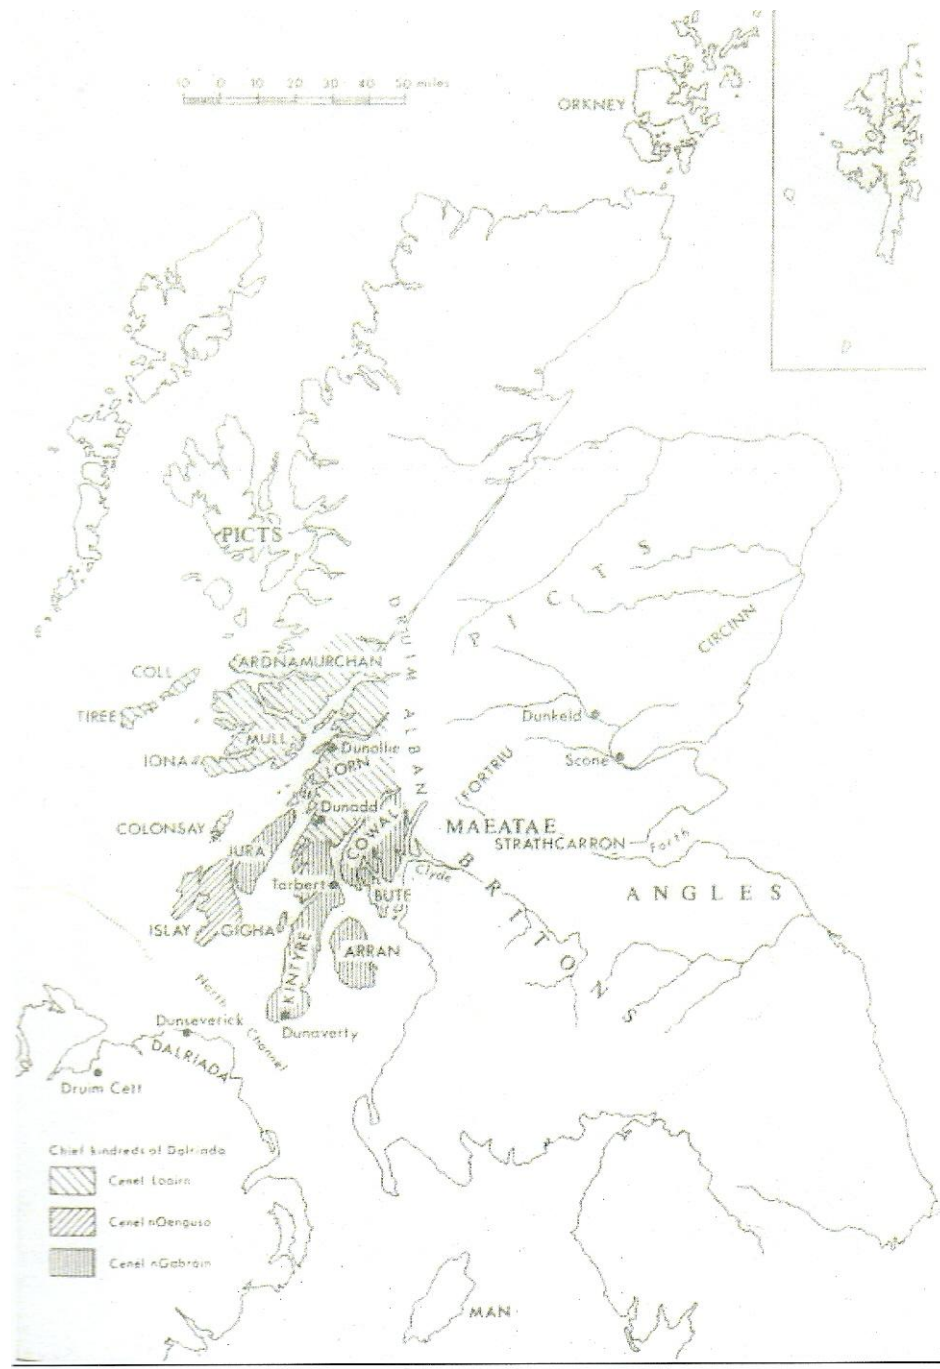 10 0 10 20 30 40 50 miles
ORKNEY
PICTS
PICTS
CIRCINN
DRUIM ALBAN
ARDNAMURCHAN
COLL
TIREE
MULL
IONA
Dunollie
LORN
Dunkeld
Scone
FORTRIU
Dunadd
COWAL
COLONSAY
JURA
MAEATAE
STRATHCARRON
Forth
Clyde
BRITONS
ANGLES
Tarbert
BUTE
ISLAY
GIGHA
KINTYRE
ARRAN
North Channel
Dunseverick
Dunaverty
DALRIADA
Druim Cett
Chief kindreds of Dalriada
Cenel Loairn
Cenel nOenguso
Cenel nGabrain
MAN